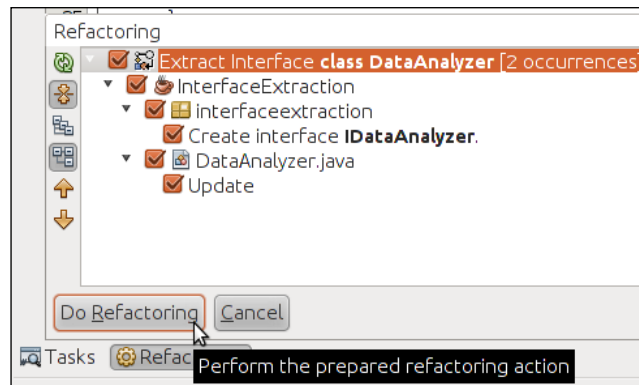 Refactoring
Extract Interface class DataAnalyzer [2 occurrences]
InterfaceExtraction
interfaceextraction
Create interface IDataAnalyzer.
DataAnalyzer.java
Update
Do Refactoring Cancel
Tasks Refac
Perform the prepared refactoring action